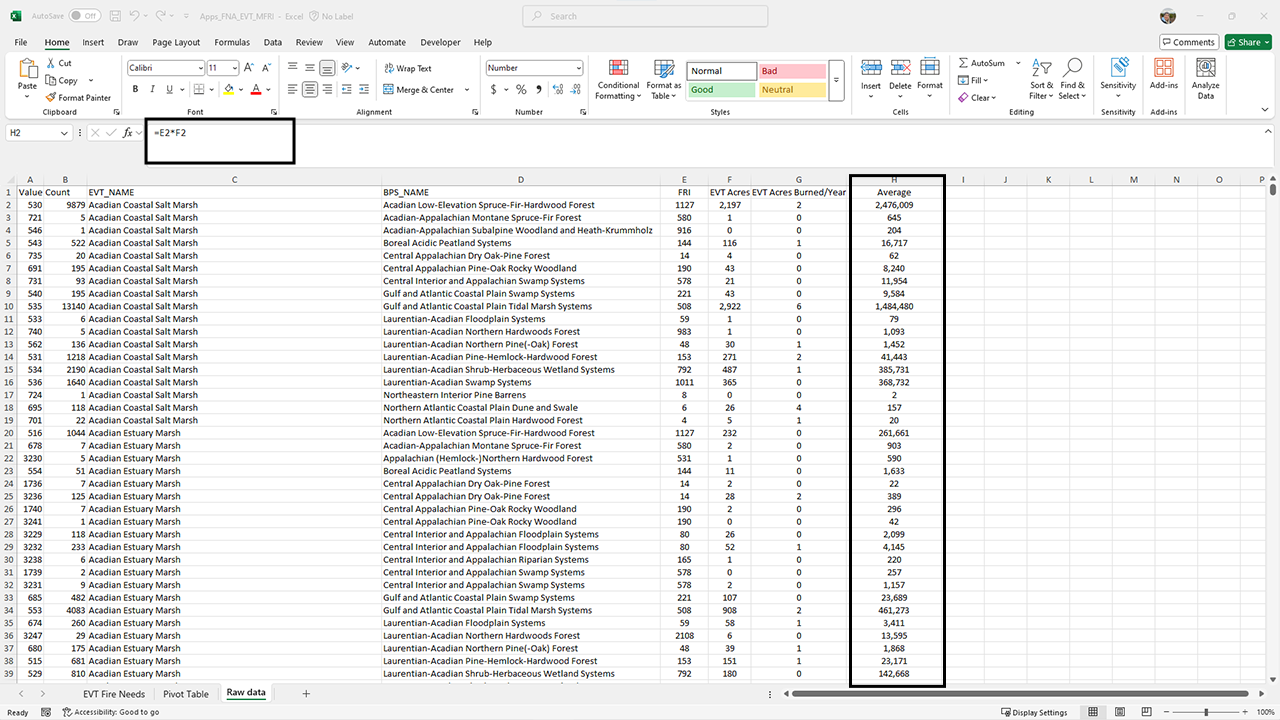 AutoSave Off Apps_FNA_EVT_MFRI - Excel No Label Search
File Home Insert Draw Page Layout Formulas Data Review View Automate Developer Help Comments Share
Paste Cut Copy Format Painter Calibri 11 B I U A Wrap Text Merge & Center Number $ % Conditional Formatting Format as Table Normal Bad Good Neutral Insert Delete Format AutoSum Fill Clear Sort & Filter Find & Select Sensitivity Add-ins Analyze Data
Clipboard Font Alignment Number Styles Cells Editing Sensitivity Add-ins
H2 fx =E2*F2
A B C D E F G H I J K L M N O P
1 Value Count EVT_NAME BPS_NAME FRI EVT Acres EVT Acres Burned/Year Average
2 530 9879 Acadian Coastal Salt Marsh Acadian Low-Elevation Spruce-Fir-Hardwood Forest 1127 2,197 2 2,476,009
3 721 5 Acadian Coastal Salt Marsh Acadian-Appalachian Montane Spruce-Fir Forest 580 1 0 645
4 546 1 Acadian Coastal Salt Marsh Acadian-Appalachian Subalpine Woodland and Heath-Krummholz 916 0 0 204
5 543 522 Acadian Coastal Salt Marsh Boreal Acidic Peatland Systems 144 116 1 16,717
6 735 20 Acadian Coastal Salt Marsh Central Appalachian Dry Oak-Pine Forest 14 4 0 62
7 691 195 Acadian Coastal Salt Marsh Central Appalachian Pine-Oak Rocky Woodland 190 43 0 8,240
8 731 93 Acadian Coastal Salt Marsh Central Interior and Appalachian Swamp Systems 578 21 0 11,954
9 540 195 Acadian Coastal Salt Marsh Gulf and Atlantic Coastal Plain Swamp Systems 221 43 0 9,584
10 535 13140 Acadian Coastal Salt Marsh Gulf and Atlantic Coastal Plain Tidal Marsh Systems 508 2,922 6 1,484,480
11 533 6 Acadian Coastal Salt Marsh Laurentian-Acadian Floodplain Systems 59 1 0 79
12 740 5 Acadian Coastal Salt Marsh Laurentian-Acadian Northern Hardwoods Forest 983 1 0 1,093
13 562 136 Acadian Coastal Salt Marsh Laurentian-Acadian Northern Pine(-Oak) Forest 48 30 1 1,452
14 531 1218 Acadian Coastal Salt Marsh Laurentian-Acadian Pine-Hemlock-Hardwood Forest 153 271 2 41,443
15 534 2190 Acadian Coastal Salt Marsh Laurentian-Acadian Shrub-Herbaceous Wetland Systems 792 487 1 385,731
16 536 1640 Acadian Coastal Salt Marsh Laurentian-Acadian Swamp Systems 1011 365 0 368,732
17 724 1 Acadian Coastal Salt Marsh Northeastern Interior Pine Barrens 8 0 0 2
18 695 118 Acadian Coastal Salt Marsh Northern Atlantic Coastal Plain Dune and Swale 6 26 4 157
19 701 22 Acadian Coastal Salt Marsh Northern Atlantic Coastal Plain Hardwood Forest 4 5 1 20
20 516 1044 Acadian Estuary Marsh Acadian Low-Elevation Spruce-Fir-Hardwood Forest 1127 232 0 261,661
21 678 7 Acadian Estuary Marsh Acadian-Appalachian Montane Spruce-Fir Forest 580 2 0 903
22 3230 5 Acadian Estuary Marsh Appalachian (Hemlock-)Northern Hardwood Forest 531 1 0 590
23 554 51 Acadian Estuary Marsh Boreal Acidic Peatland Systems 144 11 0 1,633
24 1736 7 Acadian Estuary Marsh Central Appalachian Dry Oak-Pine Forest 14 2 0 22
25 3236 125 Acadian Estuary Marsh Central Appalachian Dry Oak-Pine Forest 14 28 2 389
26 1740 7 Acadian Estuary Marsh Central Appalachian Pine-Oak Rocky Woodland 190 2 0 296
27 3241 1 Acadian Estuary Marsh Central Appalachian Pine-Oak Rocky Woodland 190 0 0 42
28 3229 118 Acadian Estuary Marsh Central Interior and Appalachian Floodplain Systems 80 26 0 2,099
29 3232 233 Acadian Estuary Marsh Central Interior and Appalachian Floodplain Systems 80 52 1 4,145
30 3238 6 Acadian Estuary Marsh Central Interior and Appalachian Riparian Systems 165 1 0 220
31 1739 2 Acadian Estuary Marsh Central Interior and Appalachian Swamp Systems 578 0 0 257
32 3231 9 Acadian Estuary Marsh Central Interior and Appalachian Swamp Systems 578 2 0 1,157
33 685 482 Acadian Estuary Marsh Gulf and Atlantic Coastal Plain Swamp Systems 221 107 0 23,689
34 553 4083 Acadian Estuary Marsh Gulf and Atlantic Coastal Plain Tidal Marsh Systems 508 908 2 461,273
35 674 260 Acadian Estuary Marsh Laurentian-Acadian Floodplain Systems 59 58 1 3,411
36 3247 29 Acadian Estuary Marsh Laurentian-Acadian Northern Hardwoods Forest 2108 6 0 13,595
37 680 175 Acadian Estuary Marsh Laurentian-Acadian Northern Pine(-Oak) Forest 48 39 1 1,868
38 515 681 Acadian Estuary Marsh Laurentian-Acadian Pine-Hemlock-Hardwood Forest 153 151 1 23,171
39 529 810 Acadian Estuary Marsh Laurentian-Acadian Shrub-Herbaceous Wetland Systems 792 180 0 142,668
EVT Fire Needs Pivot Table Raw data
Ready Accessibility: Good to go Display Settings 100%